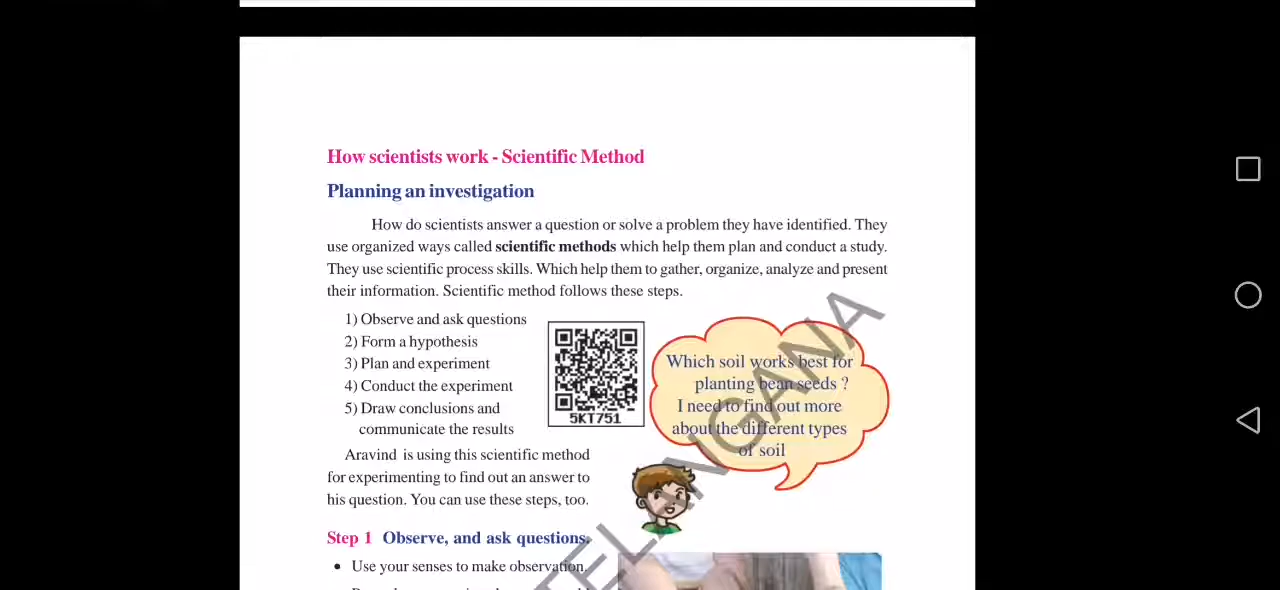 How scientists work - Scientific Method
Planning an investigation
How do scientists answer a question or solve a problem they have identified. They
use organized ways called scientific methods which help them plan and conduct a study.
They use scientific process skills. Which help them to gather, organize, analyze and present
their information. Scientific method follows these steps.
1) Observe and ask questions
2) Form a hypothesis
3) Plan and experiment
4) Conduct the experiment
5) Draw conclusions and
communicate the results
5KT751
Which soil works best for
planting bean seeds ?
I need to find out more
about the different types
of soil
Aravind is using this scientific method
for experimenting to find out an answer to
his question. You can use these steps, too.
Step 1 Observe, and ask questions.
• Use your senses to make observation.
TELANGANA